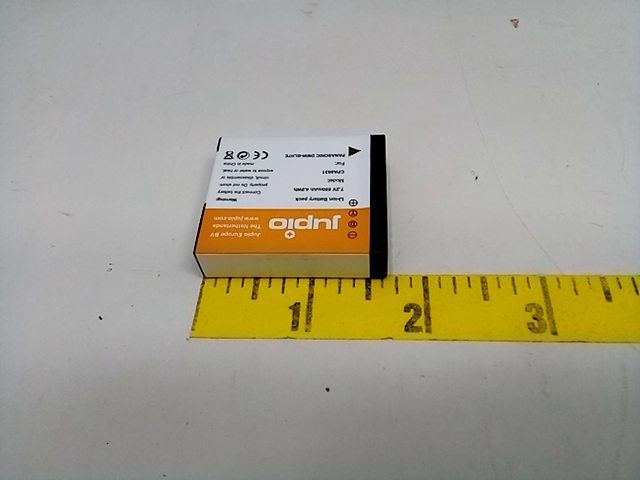 jupio
Jupio Europe BV
The Netherlands
www.jupio.com
Li-ion Battery pack
7.2V 680mAh 4.9Wh
Model:
CPA0031
For:
PANASONIC DMW-BLH7E
Warning:
Connect the battery
properly. Do not short-
circuit, disassemble or
expose to water or heat.
made in China
CE
1 2 3